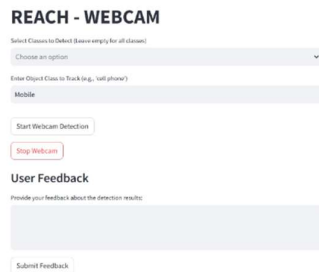 REACH - WEBCAM
Select Classes to Detect (Leave empty for all classes)
Choose an option
Enter Object Class to Track (e.g., 'cell phone')
Mobile
Start Webcam Detection
Stop Webcam
User Feedback
Provide your feedback about the detection results:
Submit Feedback